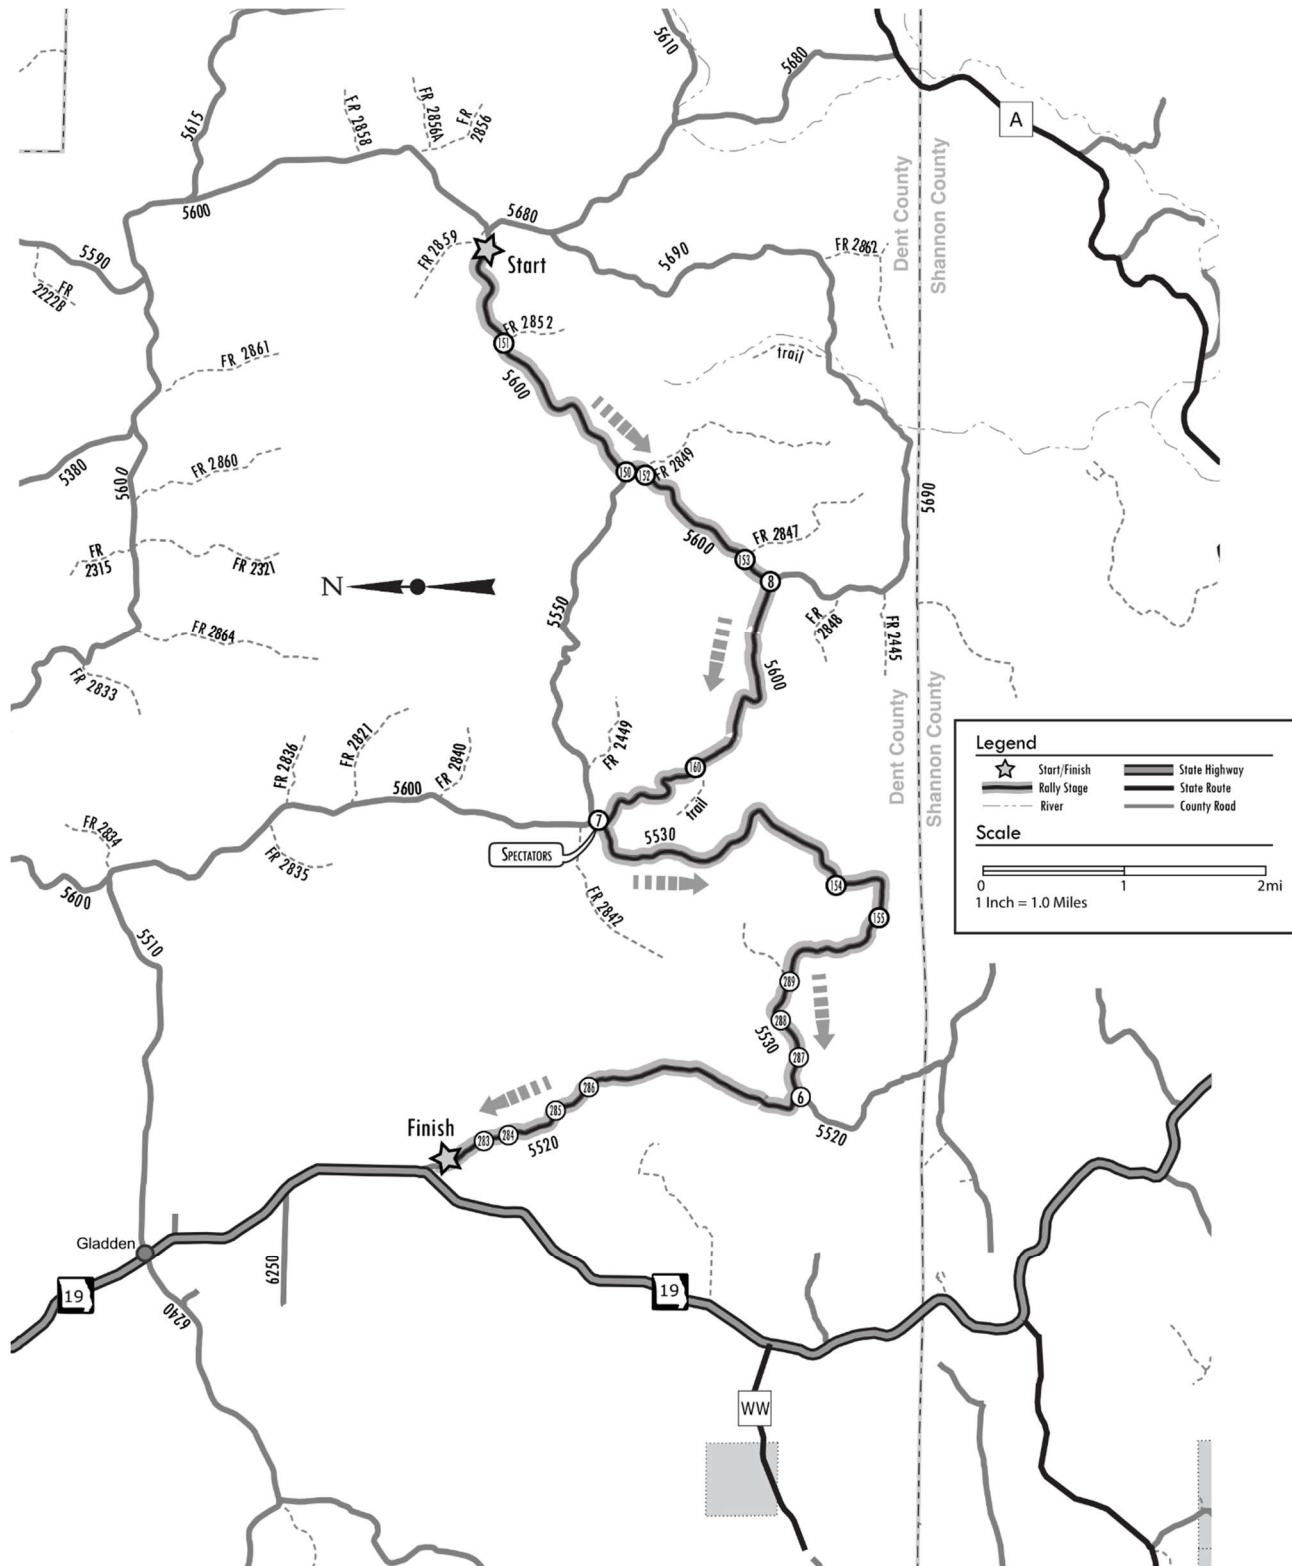 5610
5680
A
5615
FR 2858
FR 2856A
FR
2856
5600
5680
Dent County
Shannon County
5590
FR
2222B
FR 2859
Start
5690
FR 2862
FR 2852
151
FR 2861
5600
trail
5380
FR 2860
5600
150
152
FR 2849
5690
FR
2315
FR 2321
N
5600
153
FR 2847
8
5550
FR
2848
FR 2445
FR 2864
FR 2833
5600
Dent County
Shannon County
FR 2836
FR 2821
FR 2840
FR 2449
160
trail
5600
7
5530
SPECTATORS
FR 2834
FR 2835
5600
FR 2842
154
155
Legend
Start/Finish
Rally Stage
River
State Highway
State Route
County Road
Scale
0
1
2mi
1 Inch = 1.0 Miles
5510
289
288
5530
287
6
5520
286
285
284
283
5520
Finish
Gladden
19
6250
6240
19
WW